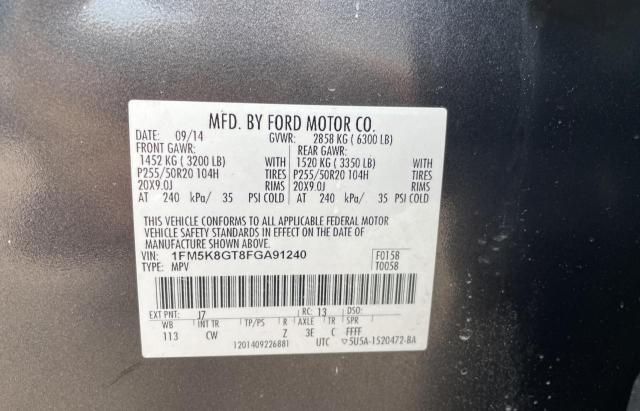 MFD. BY FORD MOTOR CO.
DATE: 09/14 GVWR: 2858 KG ( 6300 LB)
FRONT GAWR: REAR GAWR:
1452 KG ( 3200 LB) WITH 1520 KG ( 3350 LB) WITH
P255/50R20 104H TIRES P255/50R20 104H TIRES
20X9.0J RIMS 20X9.0J RIMS
AT 240 kPa/ 35 PSI COLD AT 240 kPa/ 35 PSI COLD
THIS VEHICLE CONFORMS TO ALL APPLICABLE FEDERAL MOTOR
VEHICLE SAFETY STANDARDS IN EFFECT ON THE DATE OF
MANUFACTURE SHOWN ABOVE.
VIN: 1FM5K8GT8FGA91240 F0158
TYPE: MPV T0058
EXT PNT: J7 RC: 13 DSO:
WB INT TR TP/PS R AXLE TR SPR
113 CW Z 3E C FFFF
1201409226881 UTC ▽5U5A-1520472-BA